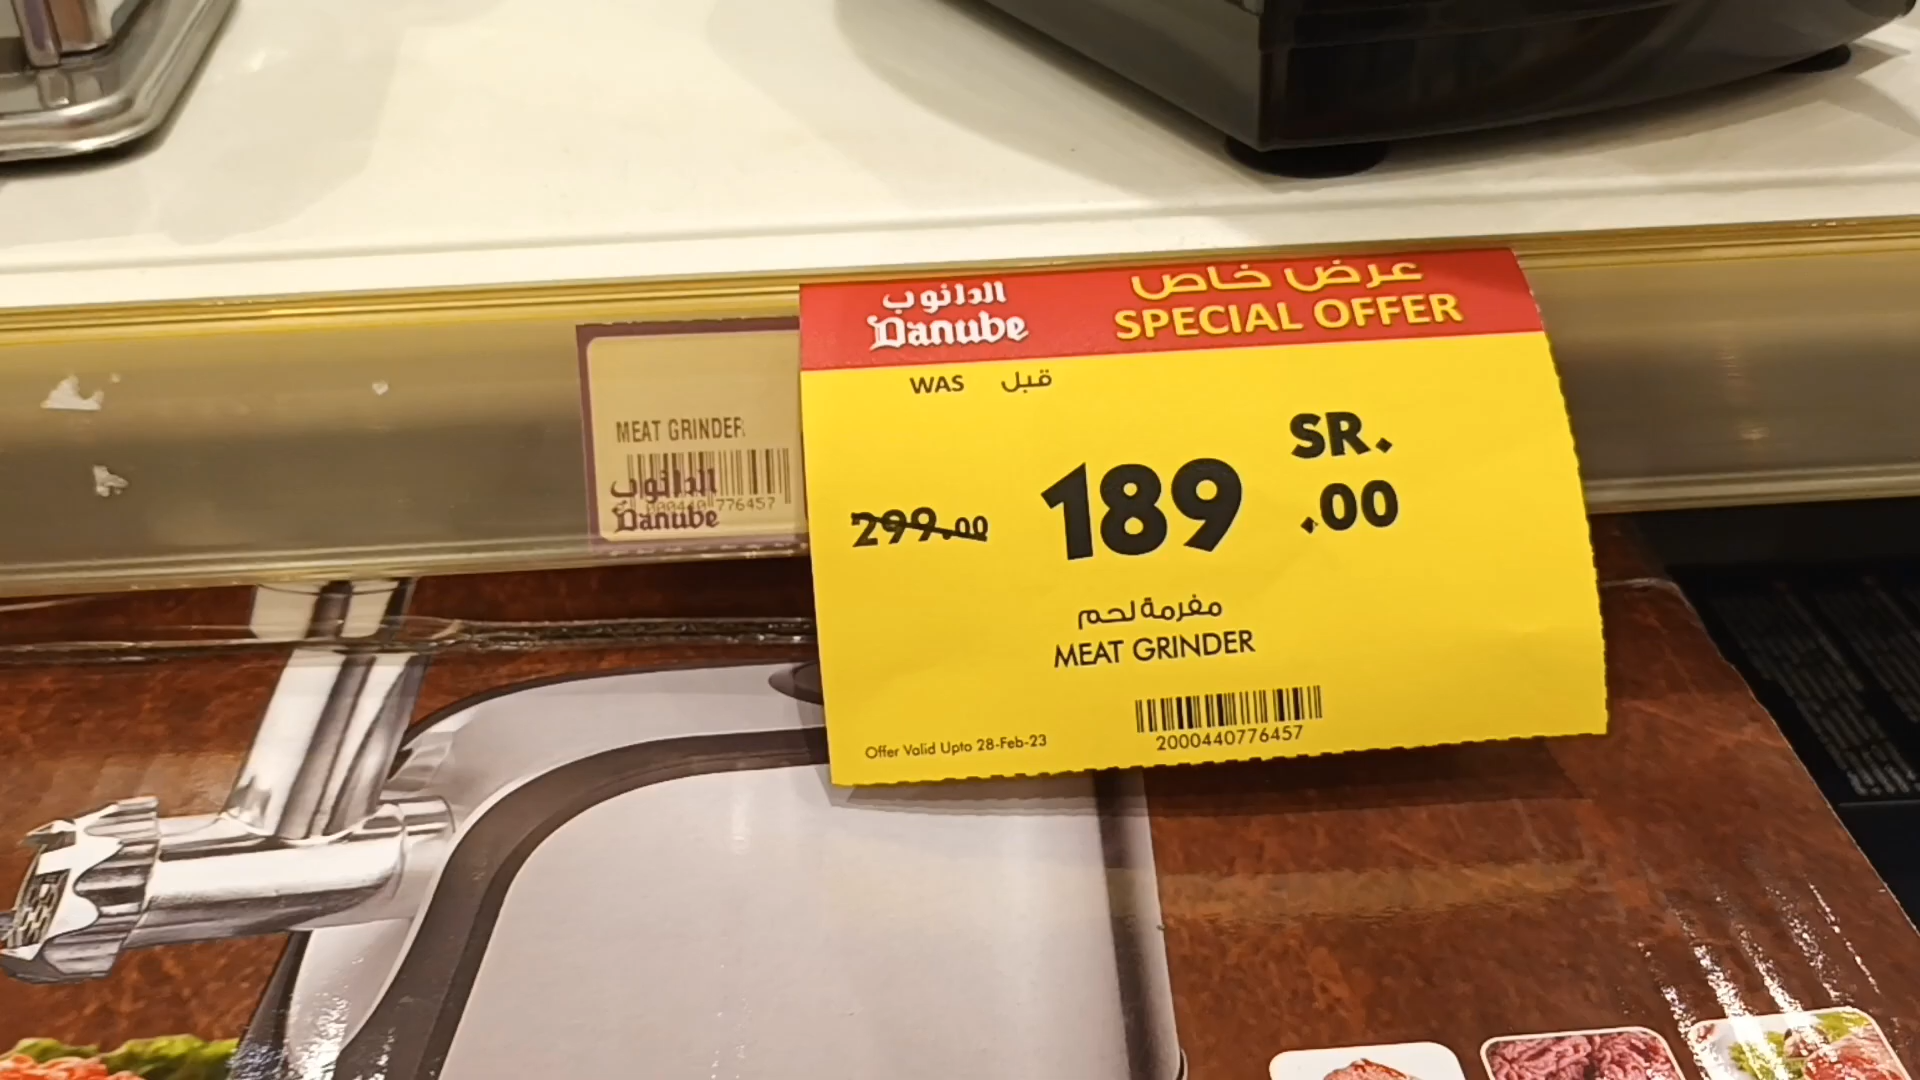 الدانوب
Danube
عرض خاص
SPECIAL OFFER
WAS قبل
SR.
299.00
189
.00
مفرمة لحم
MEAT GRINDER
2000440776457
Offer Valid Upto 28-Feb-23
MEAT GRINDER
الدانوب
776457
Danube